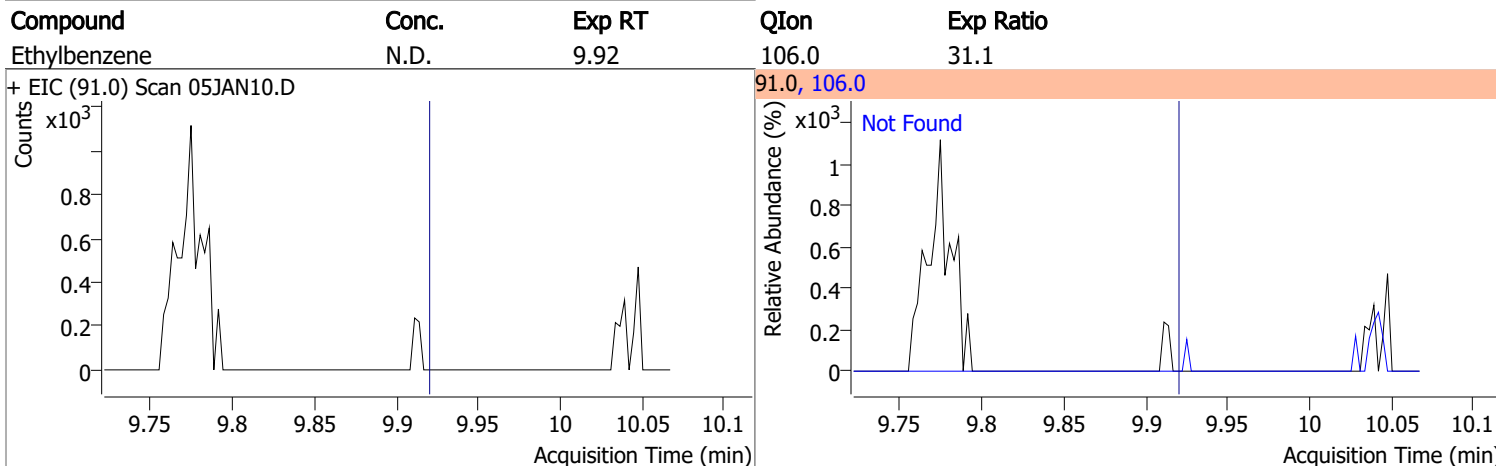 Compound Conc. Exp RT QIon Exp Ratio
Ethylbenzene N.D. 9.92 106.0 31.1
+ EIC (91.0) Scan 05JAN10.D
Counts
x10³
0.8
0.6
0.4
0.2
0
9.75 9.8 9.85 9.9 9.95 10 10.05 10.1
Acquisition Time (min)
91.0, 106.0
Relative Abundance (%)
x10³
Not Found
1
0.8
0.6
0.4
0.2
0
9.75 9.8 9.85 9.9 9.95 10 10.05 10.1
Acquisition Time (min)